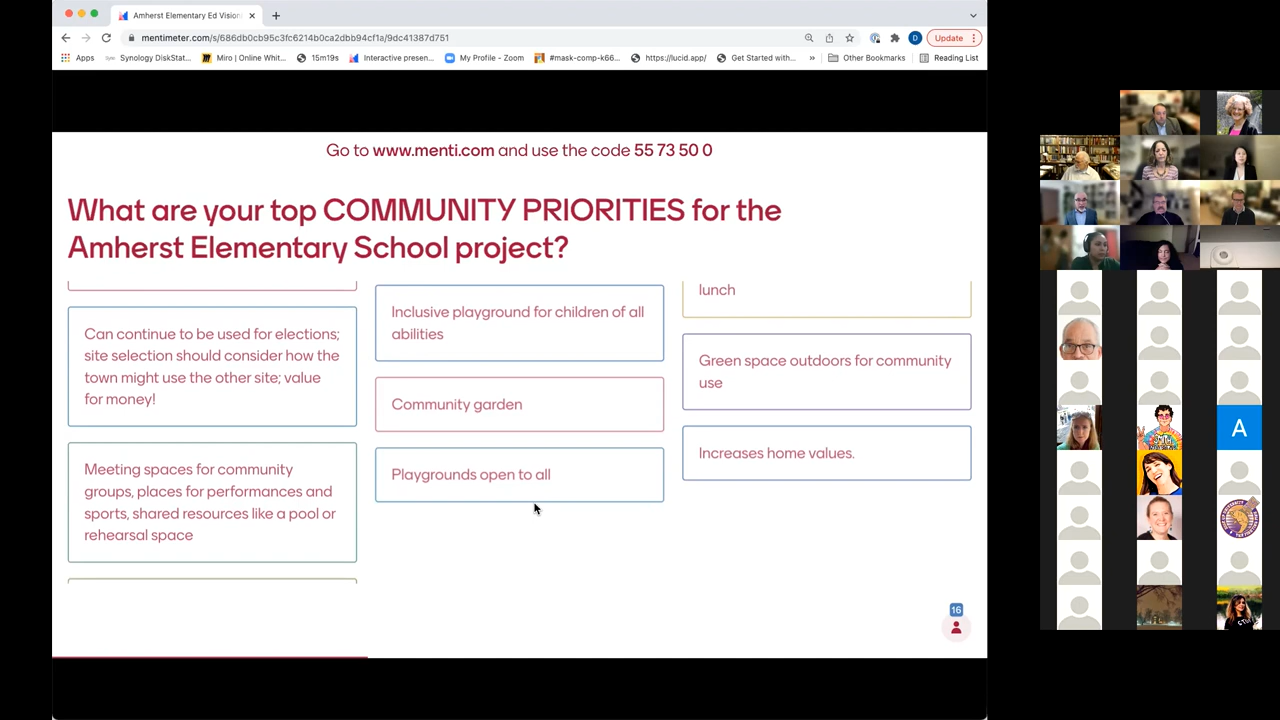 Amherst Elementary Ed Vision
mentimeter.com/s/686db0cb95c3fc6214b0ca2dbb94cf1a/9dc41387d751
D
Update
Apps
Synology DiskStat...
Miro | Online Whit...
15m19s
Interactive presen...
My Profile - Zoom
#mask-comp-k66...
https://lucid.app/
Get Started with...
»
Other Bookmarks
Reading List
Go to www.menti.com and use the code 55 73 50 0
What are your top COMMUNITY PRIORITIES for the
Amherst Elementary School project?
Can continue to be used for elections;
site selection should consider how the
town might use the other site; value
for money!
Meeting spaces for community
groups, places for performances and
sports, shared resources like a pool or
rehearsal space
Inclusive playground for children of all
abilities
Community garden
Playgrounds open to all
lunch
Green space outdoors for community
use
Increases home values.
16
A